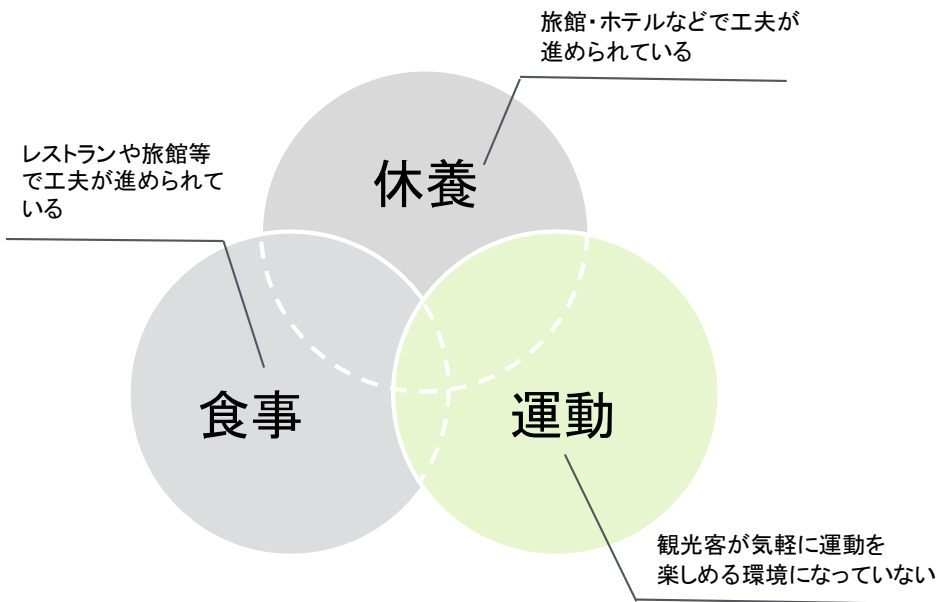 旅館・ホテルなどで工夫が
進められている
レストランや旅館等
で工夫が進められて
いる
休養
食事
運動
観光客が気軽に運動を
楽しめる環境になっていない